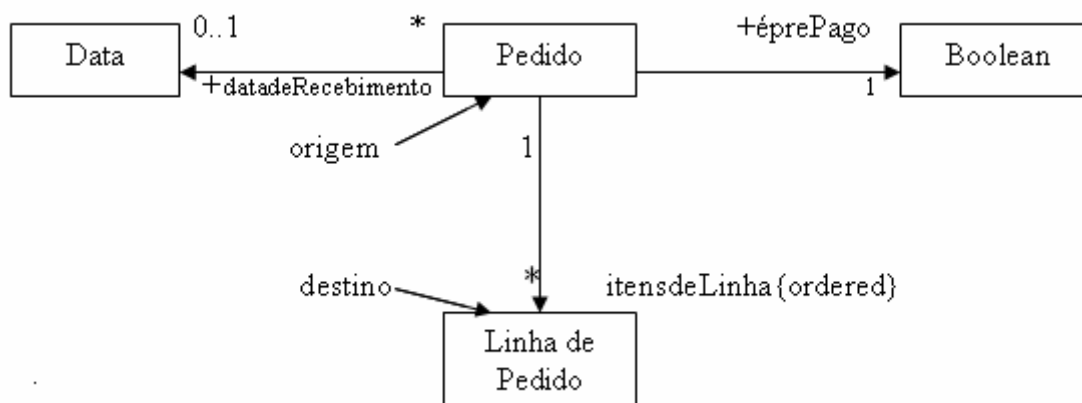 0..1
*
+éprePago
Data
Pedido
Boolean
+datadeRecebimento
1
origem
1
destino
*
itensdeLinha{ordered}
Linha de
Pedido